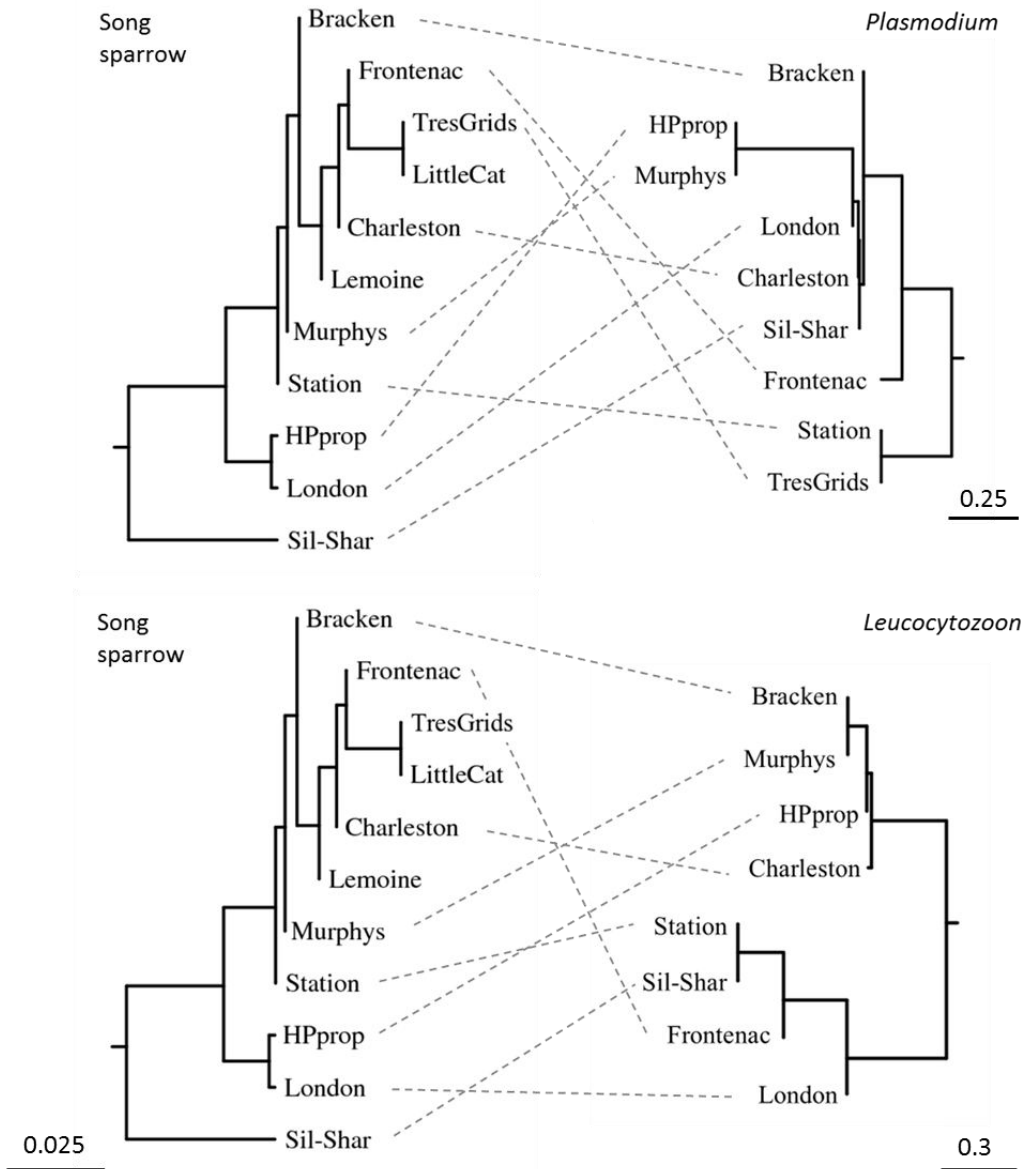 Song
sparrow
Bracken
Frontenac
TresGrids
LittleCat
Charleston
Lemoine
Murphys
Station
HPprop
London
Sil-Shar
Plasmodium
Bracken
HPprop
Murphys
London
Charleston
Sil-Shar
Frontenac
Station
TresGrids
0.25
Song
sparrow
Bracken
Frontenac
TresGrids
LittleCat
Charleston
Lemoine
Murphys
Station
HPprop
London
Sil-Shar
0.025
Leucocytozoon
Bracken
Murphys
HPprop
Charleston
Station
Sil-Shar
Frontenac
London
0.3